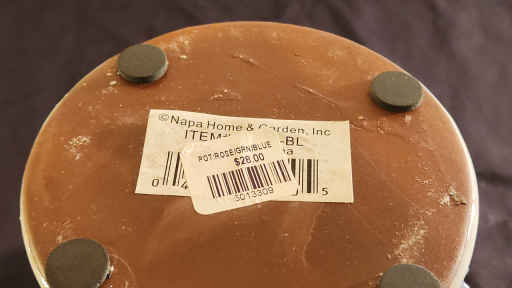 ©Napa Home & Garden, Inc
ITEM# -BL
POT/ROSE/GRN/BLUE
$28.00
5013309
0 5